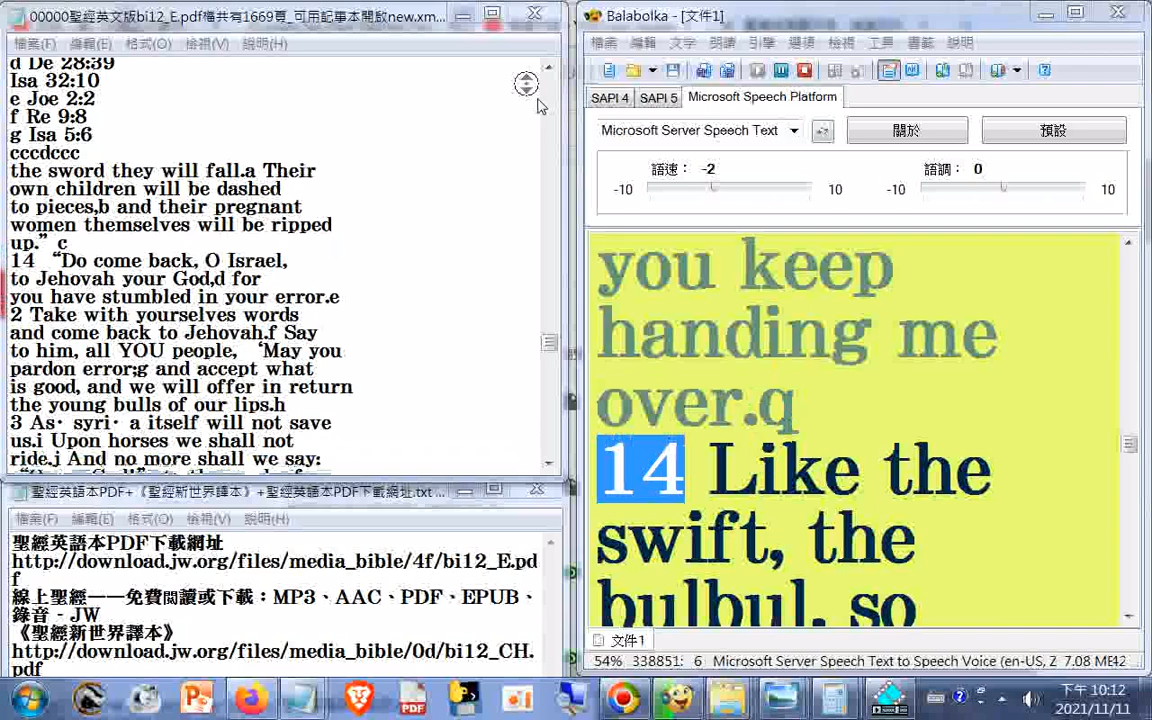 00000聖經英文版bi12_E.pdf檔共有1669頁_可用記事本開啟new.xm...
檔案(F) 編輯(E) 格式(O) 檢視(V) 說明(H)
d De 28:39
Isa 32:10
e Joe 2:2
f Re 9:8
g Isa 5:6
cccdccc
the sword they will fall.a Their
own children will be dashed
to pieces,b and their pregnant
women themselves will be ripped
up.” c
14 “Do come back, O Israel,
to Jehovah your God,d for
you have stumbled in your error.e
2 Take with yourselves words
and come back to Jehovah.f Say
to him, all YOU people, ‘May you
pardon error;g and accept what
is good, and we will offer in return
the young bulls of our lips.h
3 As· syri· a itself will not save
us.i Upon horses we shall not
ride.j And no more shall we say:
聖經英語本PDF+《聖經新世界譯本》+聖經英語本PDF下載網址.txt ...
檔案(F) 編輯(E) 格式(O) 檢視(V) 說明(H)
聖經英語本PDF下載網址
http://download.jw.org/files/media_bible/4f/bi12_E.pd
f
線上聖經——免費閱讀或下載：MP3、AAC、PDF、EPUB、
錄音 - JW
《聖經新世界譯本》
http://download.jw.org/files/media_bible/0d/bi12_CH.
pdf
Balabolka - [文件1]
檔案 編輯 文字 朗讀 引擎 選項 檢視 工具 書籤 說明
SAPI 4 SAPI 5 Microsoft Speech Platform
Microsoft Server Speech Text 關於 預設
語速： -2 語調： 0
-10 10 -10 10
you keep
handing me
over.q
14 Like the
swift, the
bulbul, so
文件1
54% 338851: 6 Microsoft Server Speech Text to Speech Voice (en-US, Z 7.08 ME42
下午 10:12
2021/11/11